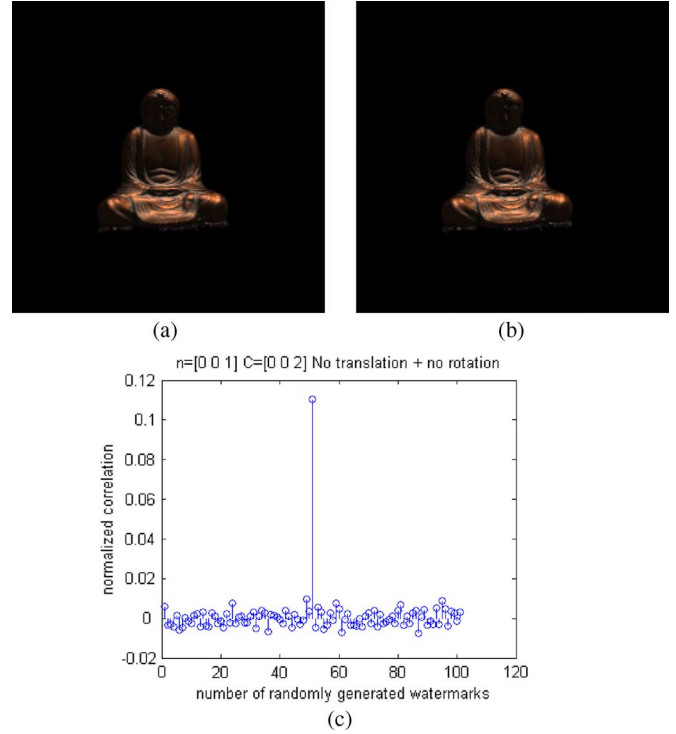 (a)
(b)
n=[0 0 1] C=[0 0 2] No translation + no rotation
0.12
0.1
0.08
0.06
0.04
0.02
0
-0.02
normalized correlation
0 20 40 60 80 100 120
number of randomly generated watermarks
(c)